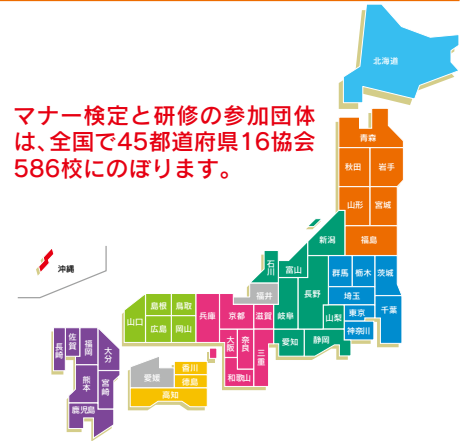 北海道
マナー検定と研修の参加団体
は、全国で45都道府県16協会
586校にのぼります。
青森
秋田
岩手
山形
宮城
福島
新潟
石川
富山
福井
長野
岐阜
群馬
栃木
茨城
埼玉
東京
千葉
神奈川
山梨
愛知
静岡
沖縄
島根
鳥取
山口
広島
岡山
兵庫
京都
滋賀
大阪
奈良
三重
和歌山
愛媛
香川
徳島
高知
長崎
佐賀
福岡
大分
熊本
宮崎
鹿児島